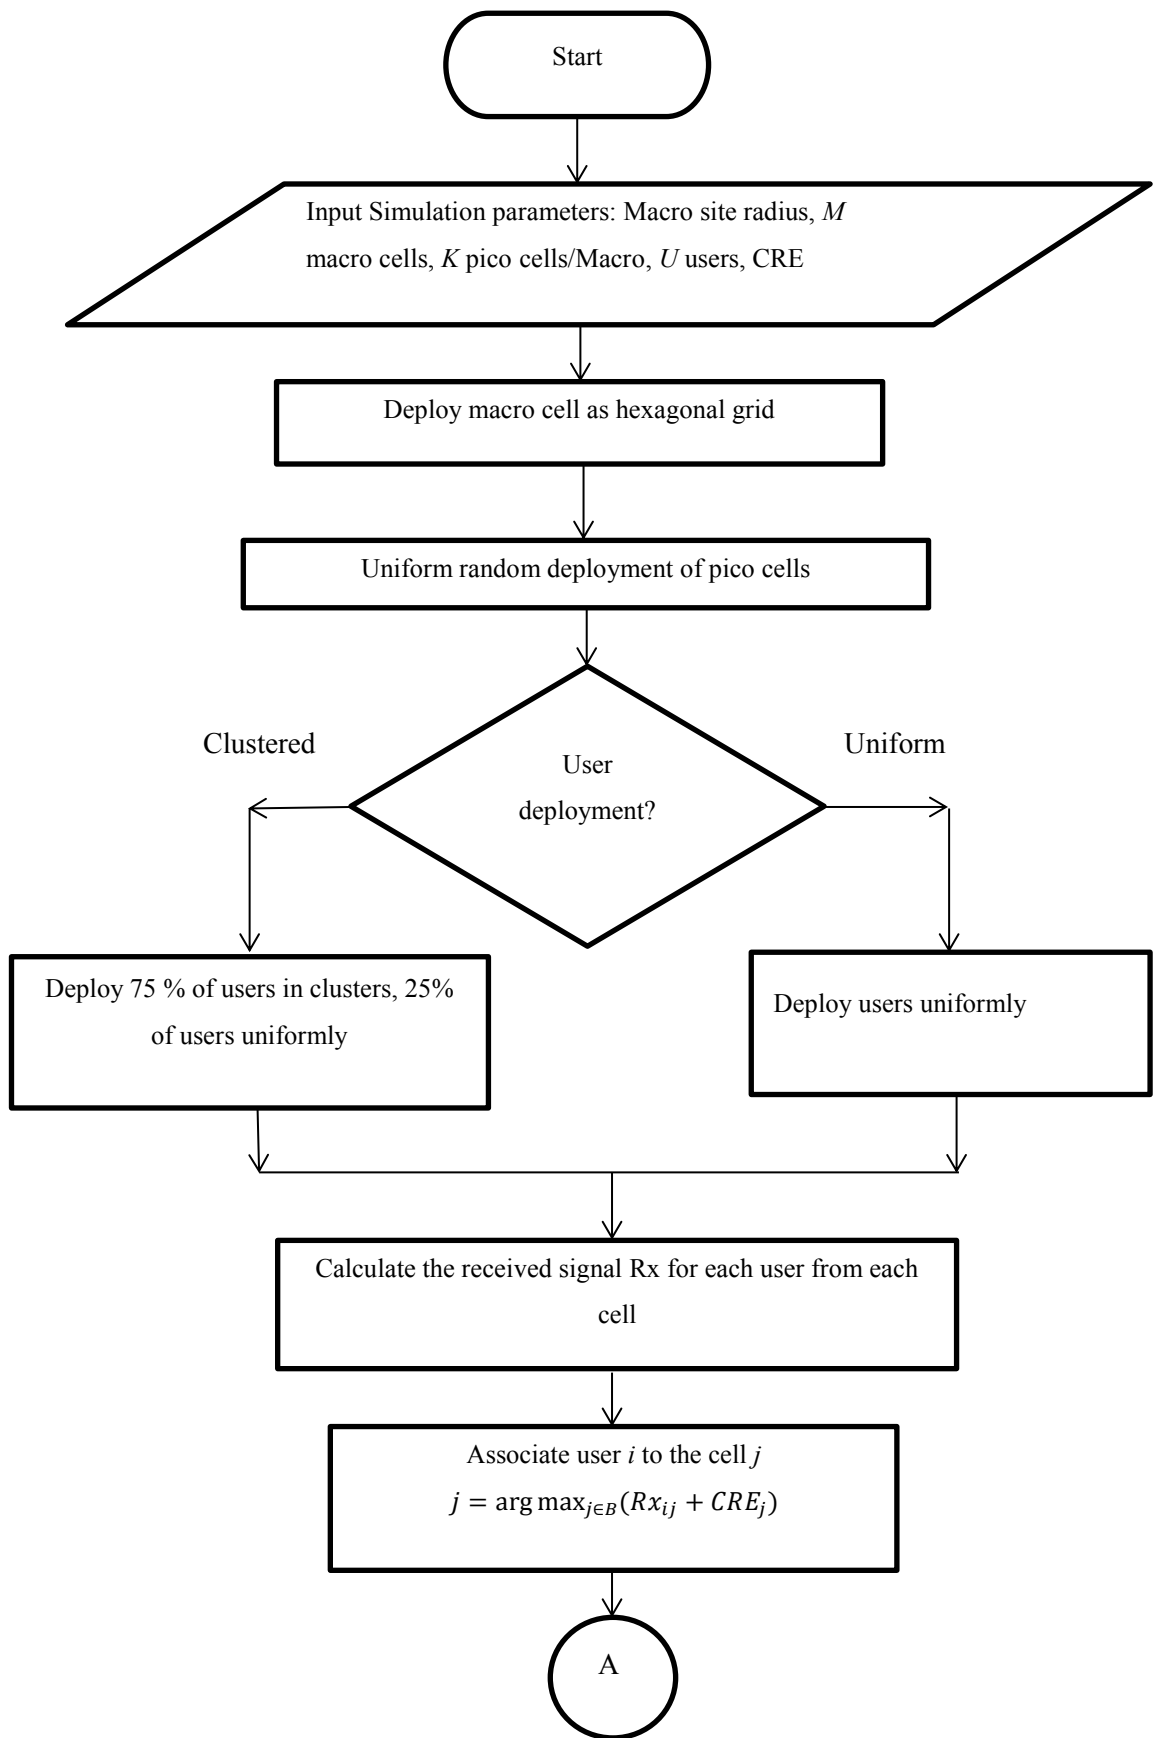 Start
Input Simulation parameters: Macro site radius, M
macro cells, K pico cells/Macro, U users, CRE
Deploy macro cell as hexagonal grid
Uniform random deployment of pico cells
Clustered
Uniform
User
deployment?
Deploy 75 % of users in clusters, 25%
of users uniformly
Deploy users uniformly
Calculate the received signal Rx for each user from each
cell
Associate user i to the cell j
j = arg max_{j∈B}(Rx_{ij} + CRE_j)
A